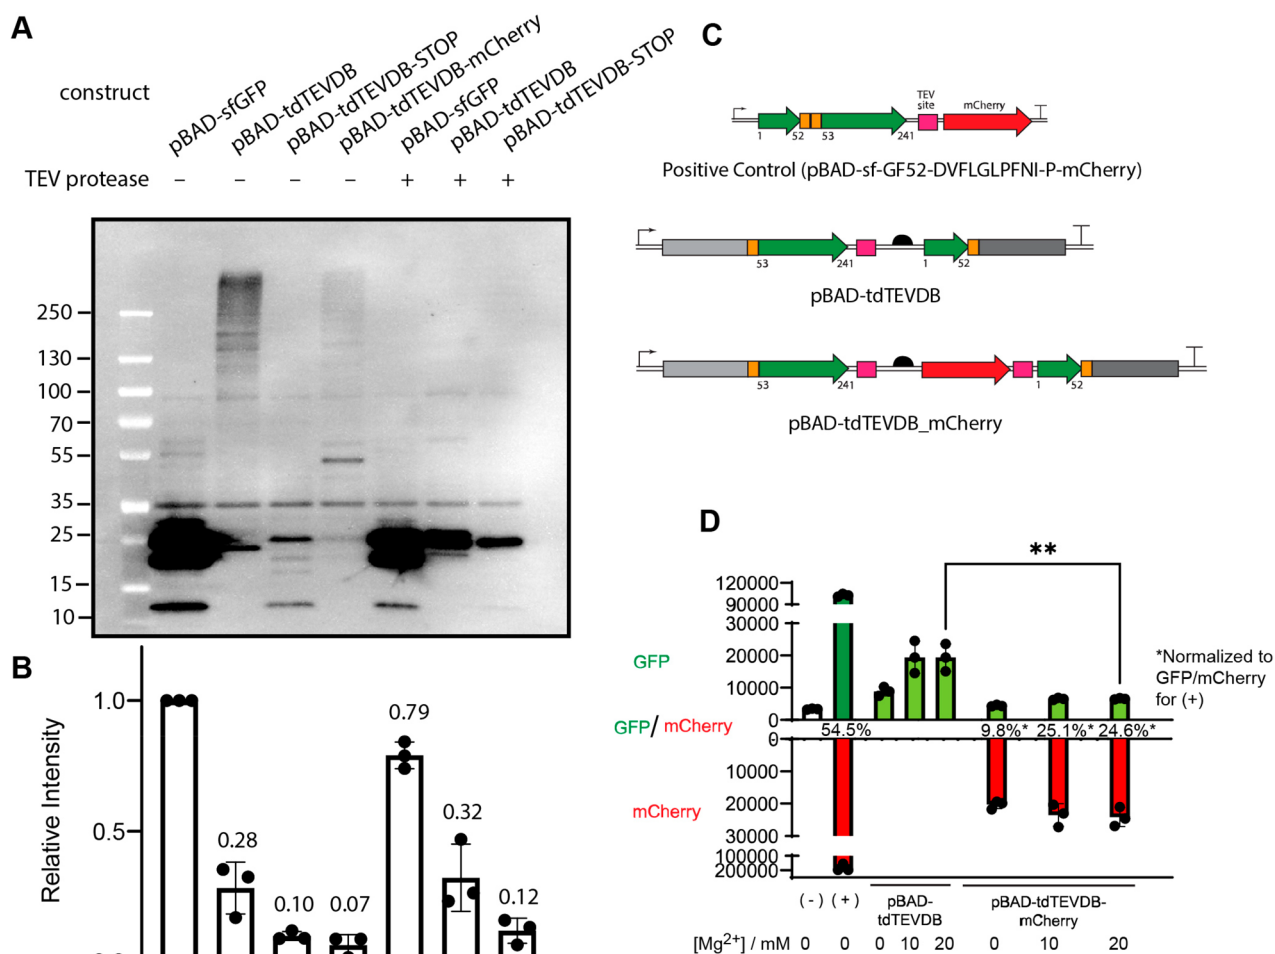 A
construct
pBAD-sfGFP
pBAD-tdTEVDB
pBAD-tdTEVDB-STOP
pBAD-tdTEVDB-mCherry
pBAD-sfGFP
pBAD-tdTEVDB
pBAD-tdTEVDB-STOP
TEV protease – – – – + + +
250
130
100
70
55
35
25
15
10
B
Relative Intensity
1.0
0.5
0.28
0.10
0.07
0.79
0.32
0.12
C
TEV
site
mCherry
1 52 53 241
Positive Control (pBAD-sf-GF52-DVFLGLPFNI-P-mCherry)
53 241 1 52
pBAD-tdTEVDB
53 241 1 52
pBAD-tdTEVDB_mCherry
D
**
120000
90000
30000
20000
10000
0
GFP
GFP/mCherry
54.5% 9.8%* 25.1%* 24.6%*
*Normalized to
GFP/mCherry
for (+)
0
10000
20000
30000
100000
200000
mCherry
(-) (+)
pBAD-
tdTEVDB
pBAD-tdTEVDB-
mCherry
[Mg2+] / mM 0 0 0 10 20 0 10 20